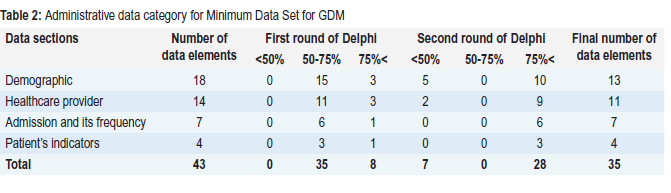 Table 2: Administrative data category for Minimum Data Set for GDM
Data sections Number of data elements First round of Delphi Second round of Delphi Final number of data elements
<50% 50-75% 75%< <50% 50-75% 75%<
Demographic 18 0 15 3 5 0 10 13
Healthcare provider 14 0 11 3 2 0 9 11
Admission and its frequency 7 0 6 1 0 0 6 7
Patient's indicators 4 0 3 1 0 0 3 4
Total 43 0 35 8 7 0 28 35